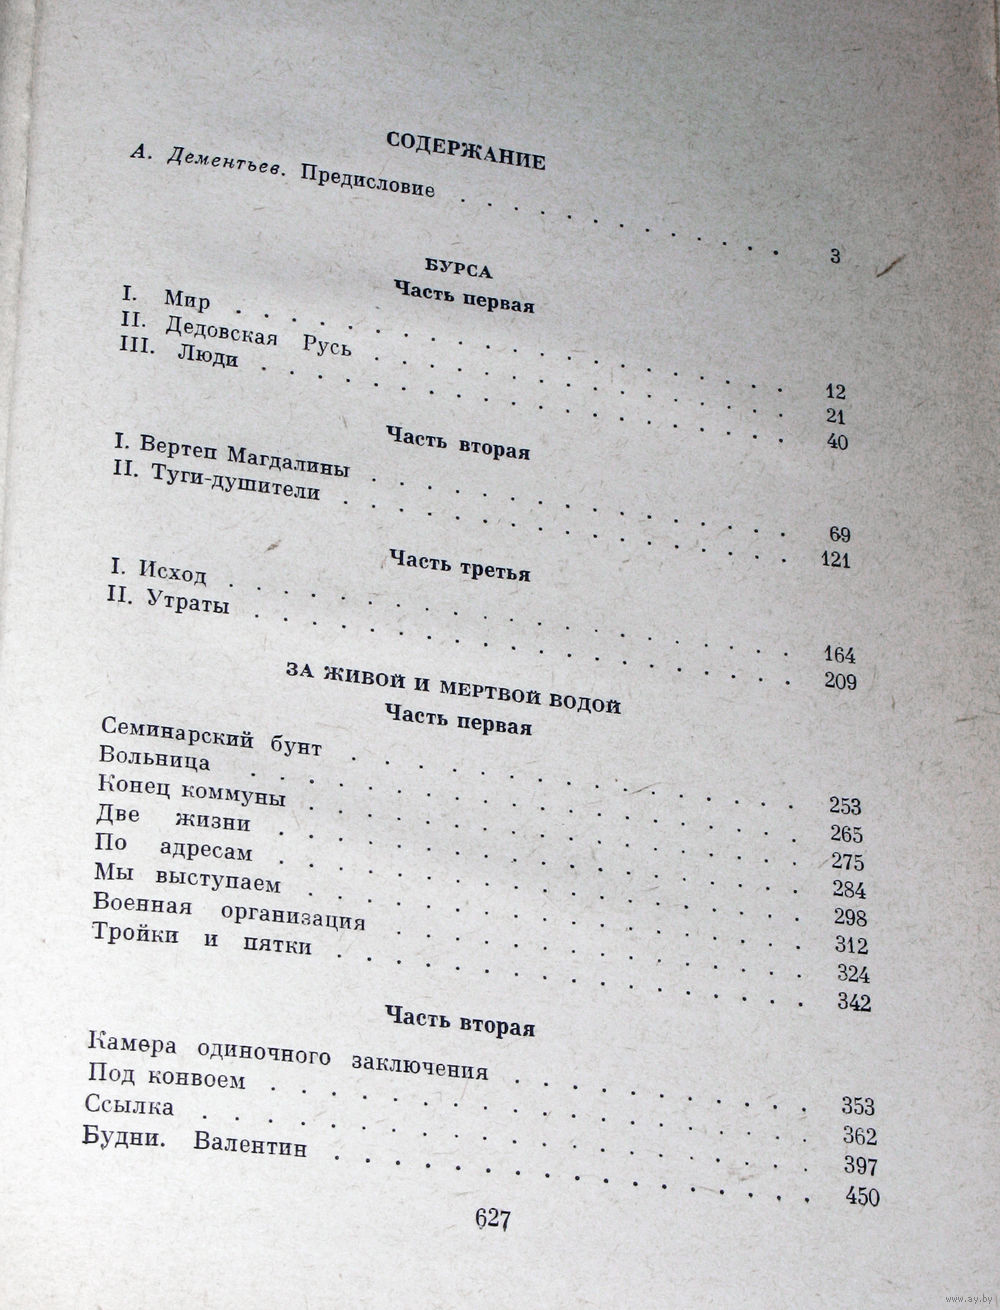 СОДЕРЖАНИЕ
А. Дементьев. Предисловие . . . . . . . . . . . . . 3
БУРСА
Часть первая
I. Мир . . . . . . . . . . . . . . . . . . . . 12
II. Дедовская Русь . . . . . . . . . . . . . . . 21
III. Люди . . . . . . . . . . . . . . . . . . . 40
Часть вторая
I. Вертеп Магдалины . . . . . . . . . . . . . . . 69
II. Туги-душители . . . . . . . . . . . . . . . . 121
Часть третья
I. Исход . . . . . . . . . . . . . . . . . . . . 164
II. Утраты . . . . . . . . . . . . . . . . . . . 209
ЗА ЖИВОЙ И МЕРТВОЙ ВОДОЙ
Часть первая
Семинарский бунт . . . . . . . . . . . . . . . . 253
Вольница . . . . . . . . . . . . . . . . . . . 265
Конец коммуны . . . . . . . . . . . . . . . . . 275
Две жизни . . . . . . . . . . . . . . . . . . . 284
По адресам . . . . . . . . . . . . . . . . . . 298
Мы выступаем . . . . . . . . . . . . . . . . . 312
Военная организация . . . . . . . . . . . . . . 324
Тройки и пятки . . . . . . . . . . . . . . . . 342
Часть вторая
Камера одиночного заключения . . . . . . . . . . . 353
Под конвоем . . . . . . . . . . . . . . . . . . 362
Ссылка . . . . . . . . . . . . . . . . . . . . 397
Будни. Валентин . . . . . . . . . . . . . . . . 450
627
www.ay.by